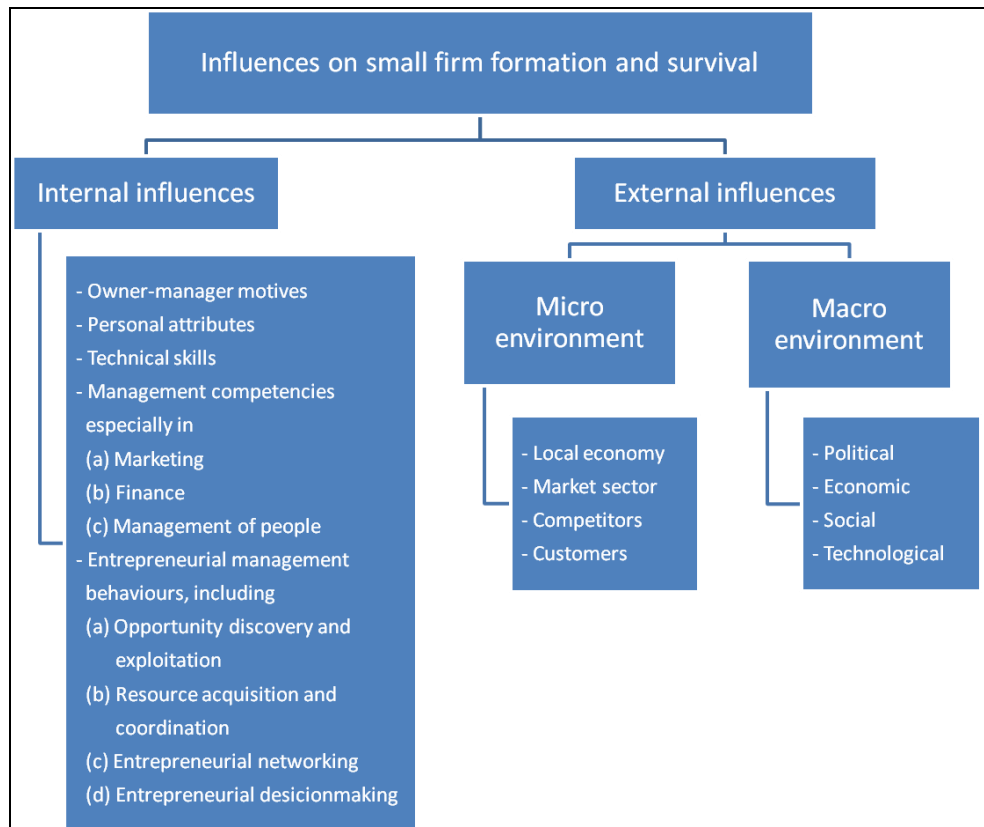 Influences on small firm formation and survival
Internal influences
- Owner-manager motives
- Personal attributes
- Technical skills
- Management competencies
especially in
(a) Marketing
(b) Finance
(c) Management of people
- Entrepreneurial management
behaviours, including
(a) Opportunity discovery and
exploitation
(b) Resource acquisition and
coordination
(c) Entrepreneurial networking
(d) Entrepreneurial desicionmaking
External influences
Micro
environment
- Local economy
- Market sector
- Competitors
- Customers
Macro
environment
- Political
- Economic
- Social
- Technological